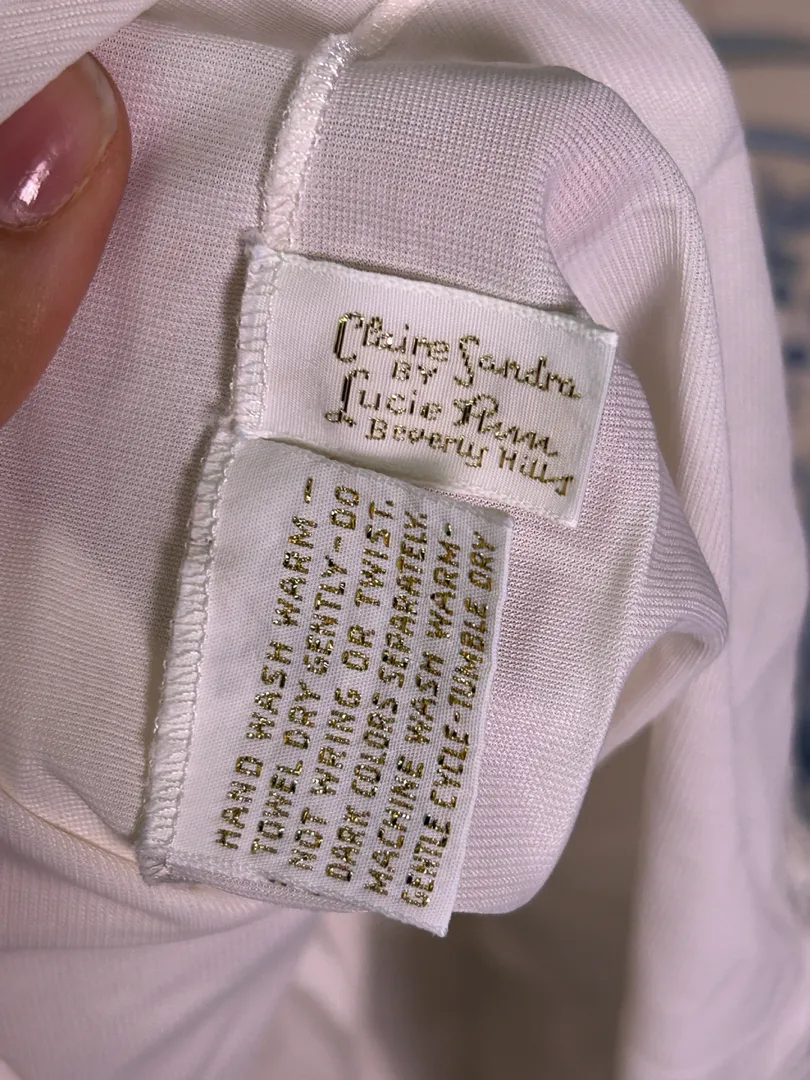 Claire Sandra
BY
Lucie Ann
Beverly Hills
HAND WASH WARM -
TOWEL DRY GENTLY-DO
NOT WRING OR TWIST.
DARK COLORS SEPARATELY.
MACHINE WASH WARM-
GENTLE CYCLE-TUMBLE DRY